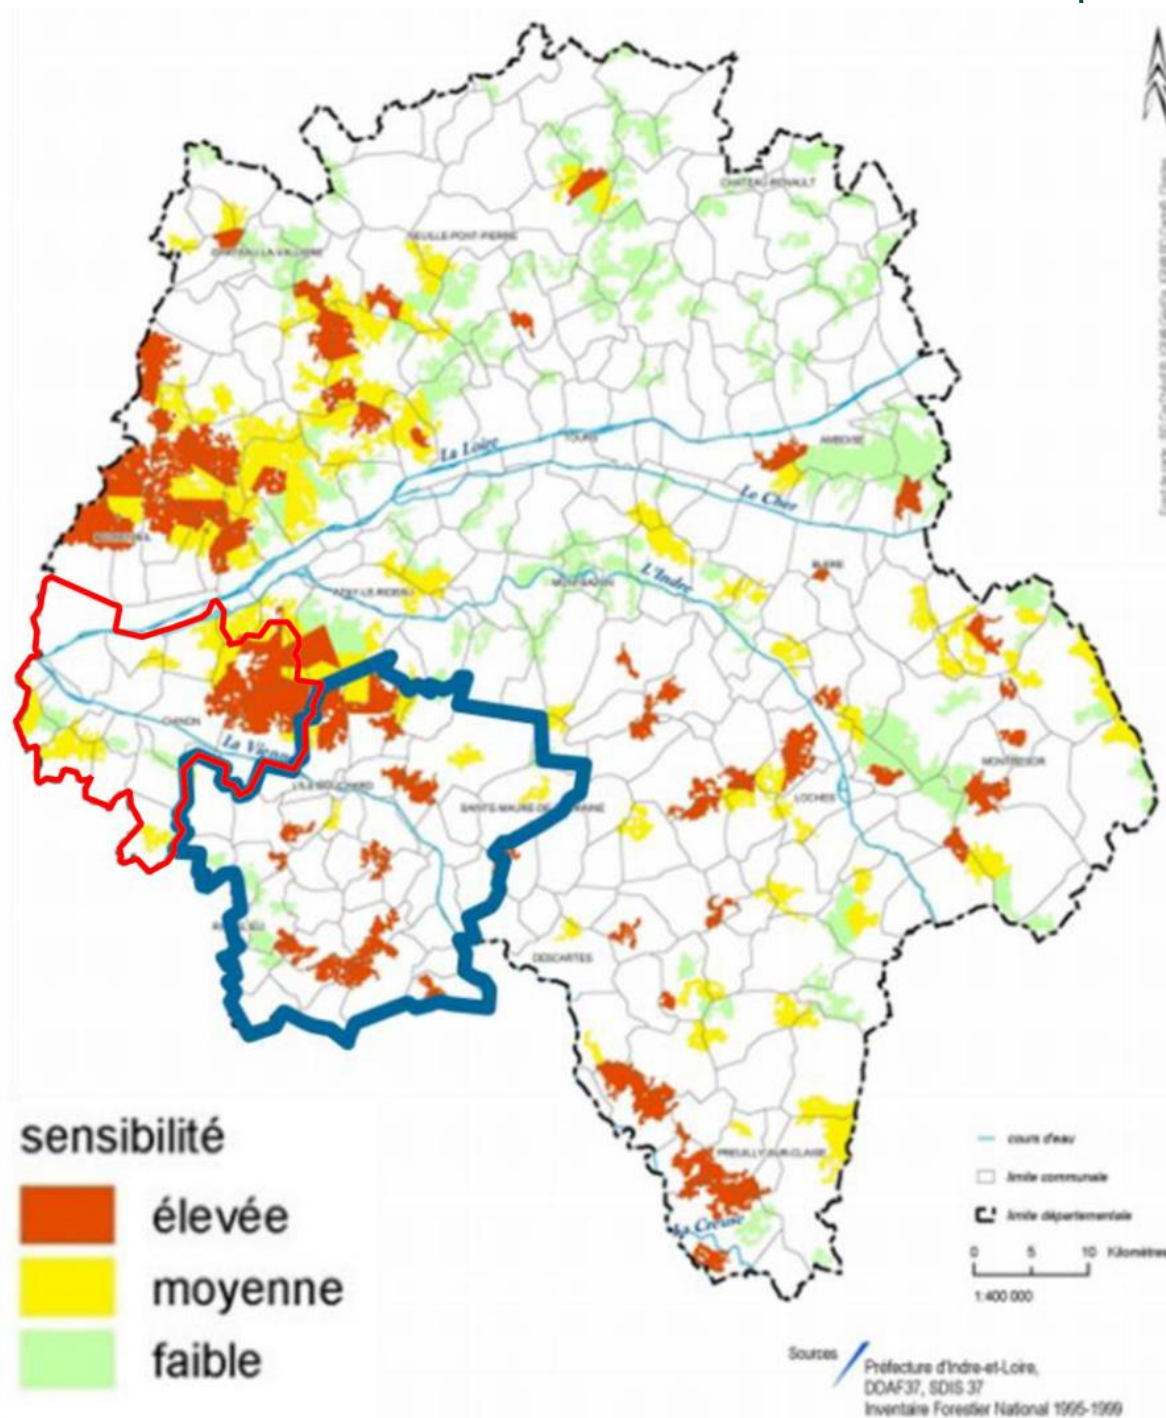 CHATEAU-RENAULT
NEUILLE-PONT-PIERRE
CHATEAU-LA-VALLIERE
La Loire
TOURS
AMBOISE
Le Cher
BOURGUEIL
AZAY-LE-RIDEAU
MONTBAZON
L'Indre
BLERE
CHINON
La Vienne
L'ILE-BOUCHARD
SAINTE-MAURE-DE
LOCHES
MONTRESOR
DESCARTES
PREUILLY-SUR-CLAISE
La Creuse
sensibilité
élevée
moyenne
faible
cours d'eau
limite communale
limite départementale
0 5 10 Kilomètres
1:400 000
Sources
Préfecture d'Indre-et-Loire,
DDAF37, SDIS 37
Inventaire Forestier National 1995-1999